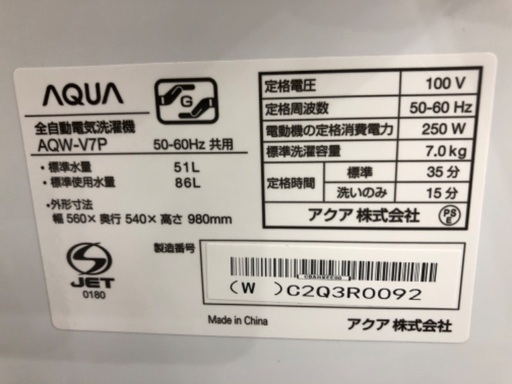 AQUA
G
全自動電気洗濯機
AQW-V7P
50-60Hz 共用
・標準水量 51L
・標準使用水量 86L
・外形寸法
幅 560×奥行 540×高さ 980mm
定格電圧 100 V
定格周波数 50-60 Hz
電動機の定格消費電力 250 W
標準洗濯容量 7.0kg
定格時間 標準 35 分
洗いのみ 15 分
アクア 株式会社
PS
E
S
JET
0180
製造番号
(W )C2Q3R0092
Made in China
アクア 株式会社